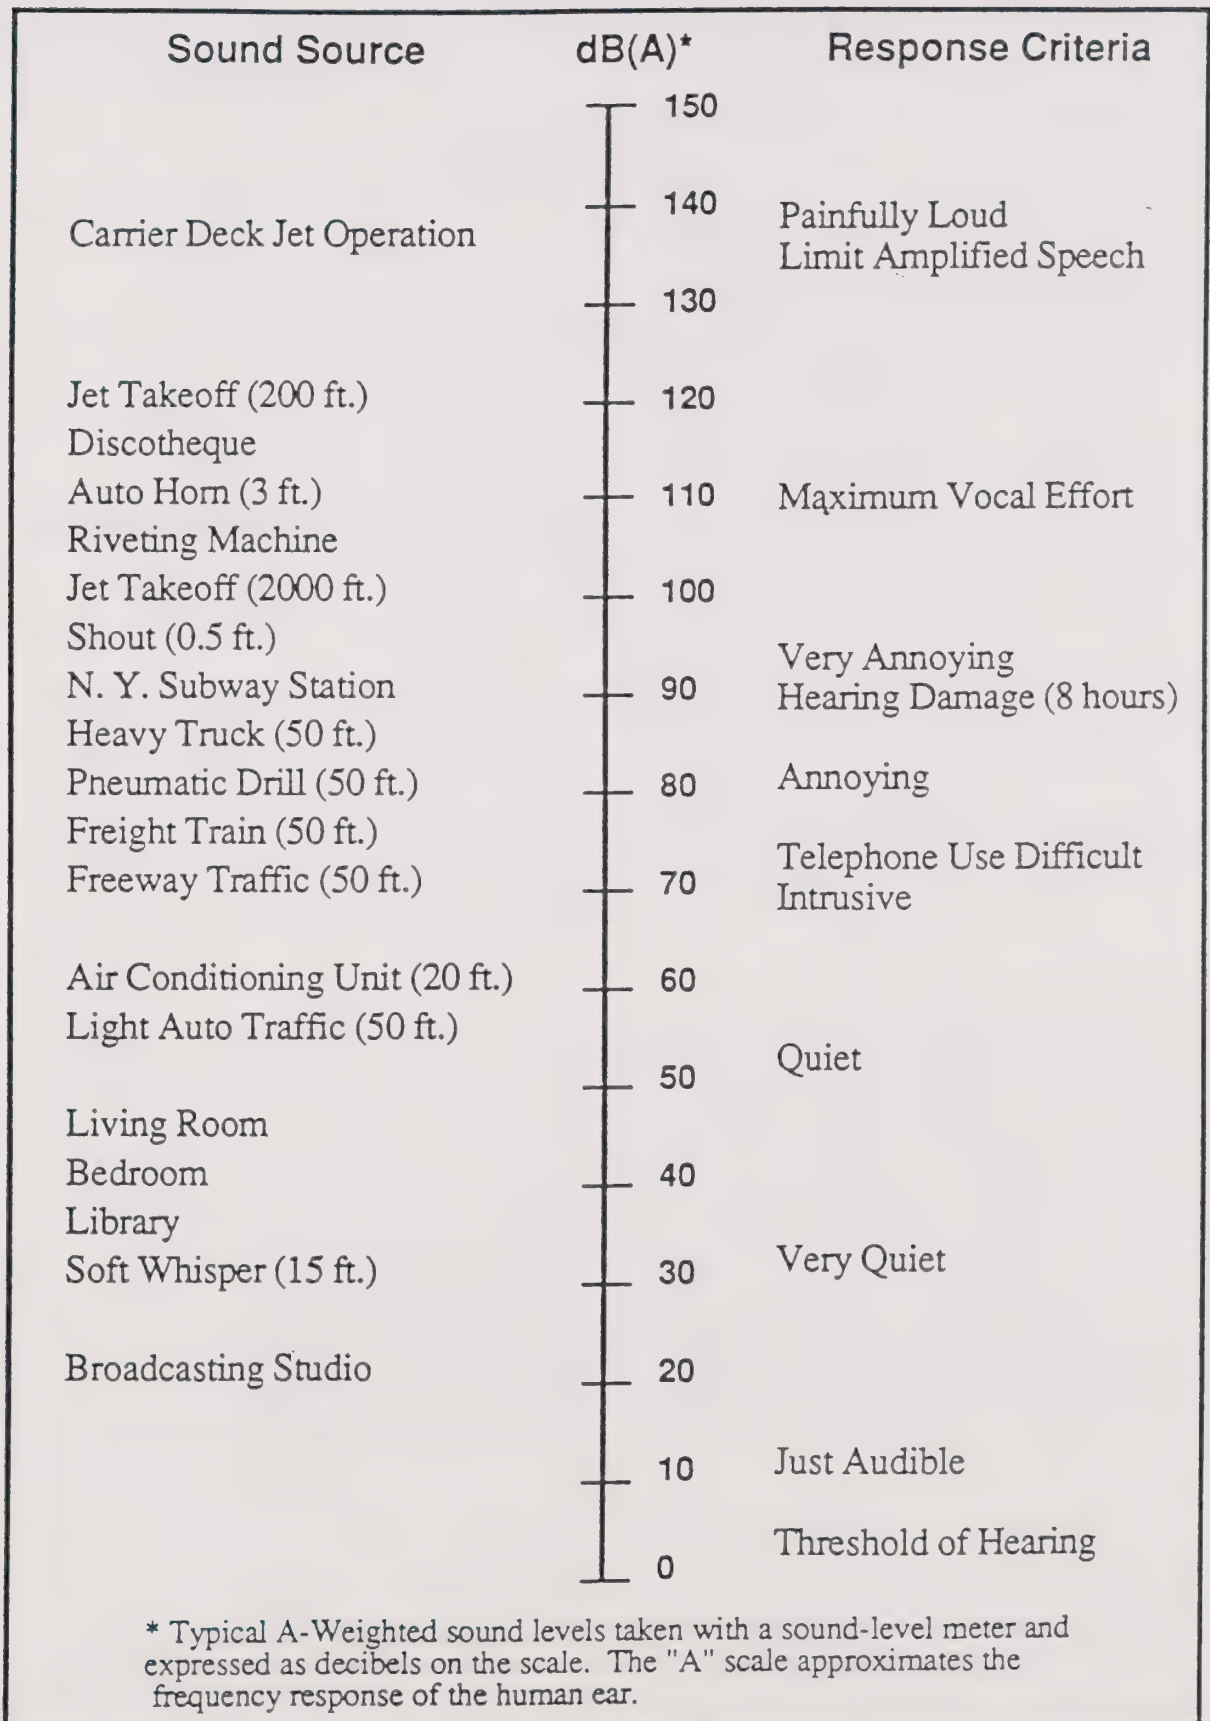 Sound Source dB(A)* Response Criteria
150
140
Carrier Deck Jet Operation
Painfully Loud
Limit Amplified Speech
130
Jet Takeoff (200 ft.) 120
Discotheque
Auto Horn (3 ft.) 110 Maximum Vocal Effort
Riveting Machine
Jet Takeoff (2000 ft.) 100
Shout (0.5 ft.)
Very Annoying
N. Y. Subway Station 90 Hearing Damage (8 hours)
Heavy Truck (50 ft.)
Pneumatic Drill (50 ft.) 80 Annoying
Freight Train (50 ft.)
Telephone Use Difficult
Freeway Traffic (50 ft.) 70 Intrusive
Air Conditioning Unit (20 ft.) 60
Light Auto Traffic (50 ft.)
50 Quiet
Living Room
Bedroom 40
Library
Soft Whisper (15 ft.) 30 Very Quiet
Broadcasting Studio 20
10 Just Audible
Threshold of Hearing
0
* Typical A-Weighted sound levels taken with a sound-level meter and
expressed as decibels on the scale. The "A" scale approximates the
frequency response of the human ear.